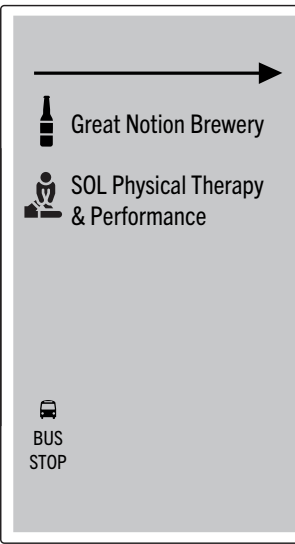 Great Notion Brewery
SOL Physical Therapy
& Performance
BUS
STOP